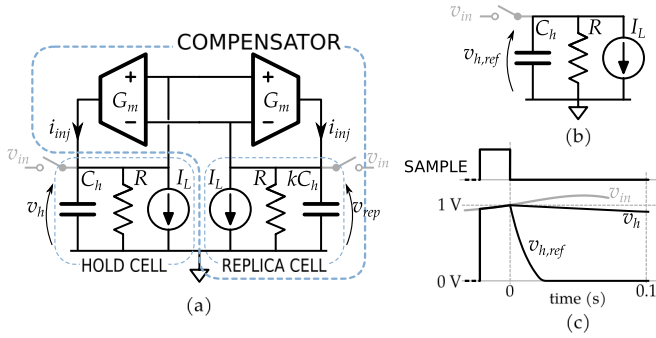 COMPENSATOR
+ +
G_m G_m
− −
i_inj i_inj
v_in v_in
C_h R I_L I_L R kC_h
v_h v_rep
HOLD CELL REPLICA CELL
(a)
v_in
C_h R I_L
v_h,ref
(b)
SAMPLE
v_in
1 V
v_h
v_h,ref
0 V
0 time (s) 0.1
(c)